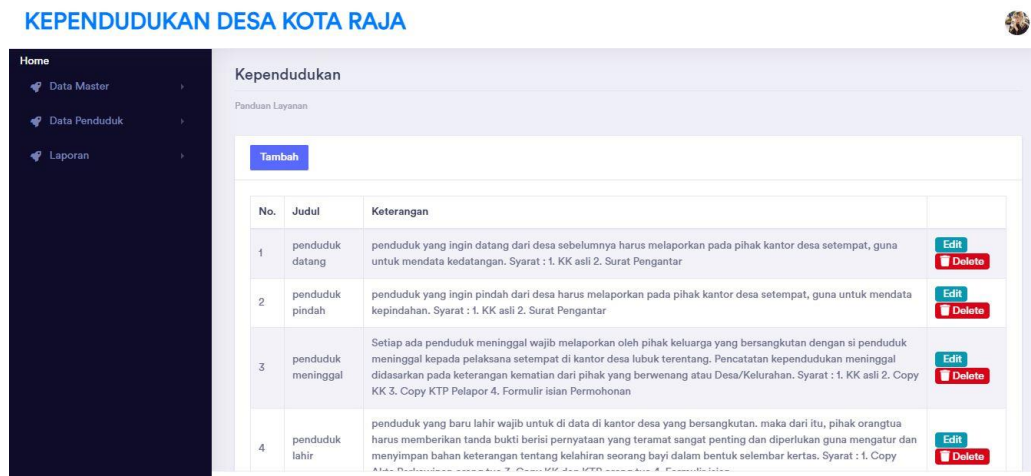 KEPENDUDUKAN DESA KOTA RAJA
Home
Data Master
Data Penduduk
Laporan
Kependudukan
Panduan Layanan
Tambah
No. Judul Keterangan
1 penduduk datang penduduk yang ingin datang dari desa sebelumnya harus melaporkan pada pihak kantor desa setempat, guna
untuk mendata kedatangan. Syarat : 1. KK asli 2. Surat Pengantar
Edit
Delete
2 penduduk pindah penduduk yang ingin pindah dari desa harus melaporkan pada pihak kantor desa setempat, guna untuk mendata
kepindahan. Syarat : 1. KK asli 2. Surat Pengantar
Edit
Delete
3 penduduk meninggal Setiap ada penduduk meninggal wajib melaporkan oleh pihak keluarga yang bersangkutan dengan si penduduk
meninggal kepada pelaksana setempat di kantor desa lubuk terentang. Pencatatan kependudukan meninggal
didasarkan pada keterangan kematian dari pihak yang berwenang atau Desa/Kelurahan. Syarat : 1. KK asli 2. Copy
KK 3. Copy KTP Pelapor 4. Formulir isian Permohonan
Edit
Delete
4 penduduk lahir penduduk yang baru lahir wajib untuk di data di kantor desa yang bersangkutan. maka dari itu, pihak orangtua
harus memberikan tanda bukti berisi pernyataan yang teramat sangat penting dan diperlukan guna mengatur dan
menyimpan bahan keterangan tentang kelahiran seorang bayi dalam bentuk selembar kertas. Syarat : 1. Copy
Edit
Delete